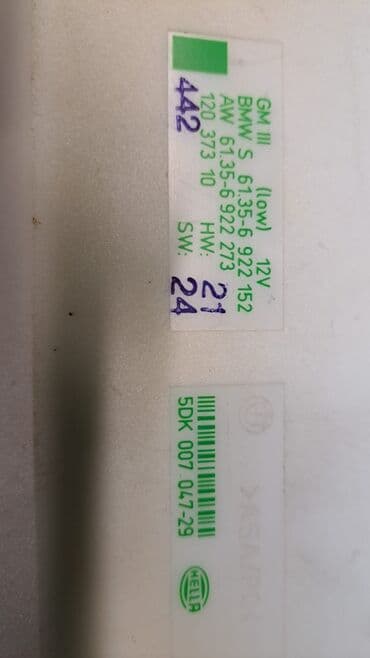 GM III (low) 12V
BMW S 61.35-6 922 152
AW 61.35-6 922 273
120 373 10 HW: 21
442 SW: 24
5DK 007 047-29
HELLA